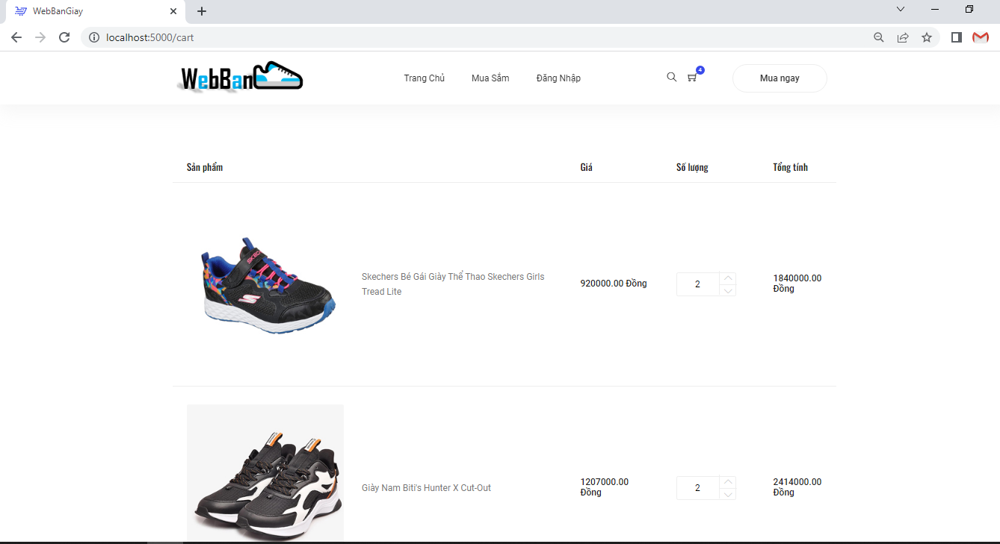 WebBanGiay
localhost:5000/cart
WebBan
Trang Chủ
Mua Sắm
Đăng Nhập
4
Mua ngay
Sản phẩm
Giá
Số lượng
Tổng tính
SKECH
Skechers Bé Gái Giày Thể Thao Skechers Girls
Tread Lite
920000.00 Đồng
2
1840000.00
Đồng
Giày Nam Biti's Hunter X Cut-Out
1207000.00
Đồng
2
2414000.00
Đồng